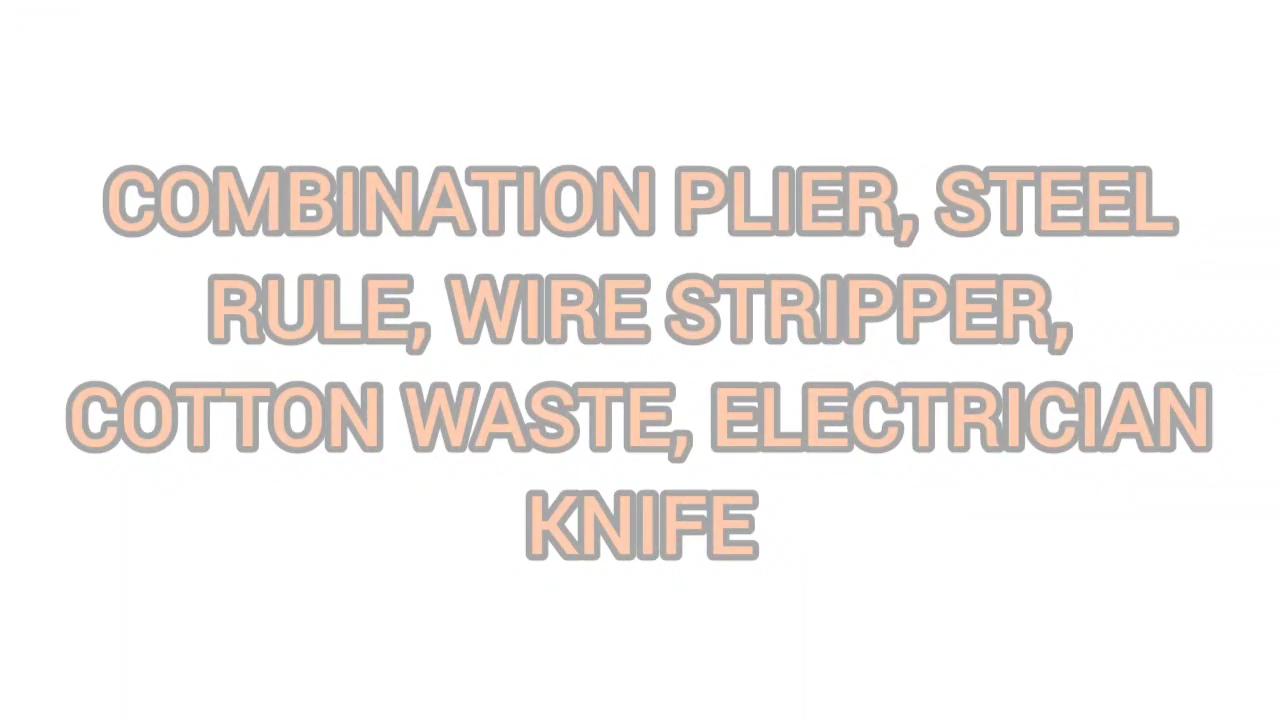 COMBINATION PLIER, STEEL
RULE, WIRE STRIPPER,
COTTON WASTE, ELECTRICIAN
KNIFE